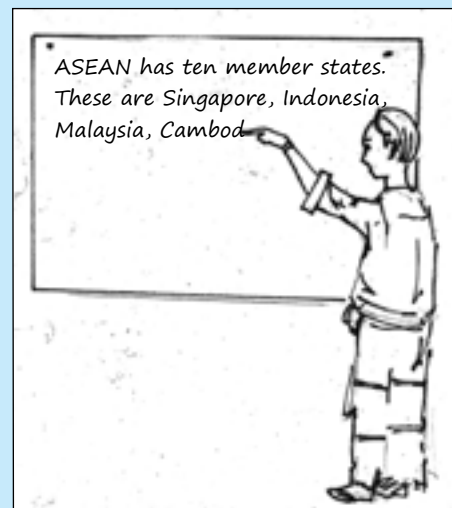 ASEAN has ten member states.
These are Singapore, Indonesia,
Malaysia, Cambod